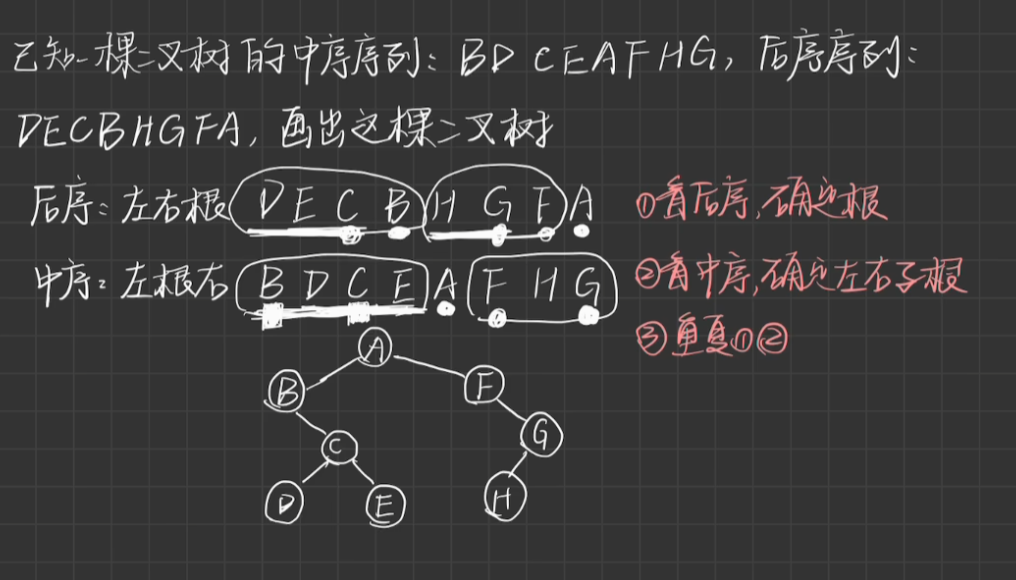 已知一棵二叉树的中序序列：BDCEAFHG，后序序列：
DECBHGFA，画出这棵二叉树
后序：左右根(DECB)(HGF)A ①看后序，确定根
中序：左根右(BDCE)A(FHG) ②看中序，确定左右子根
③重复①②
A
B F
C G
D E H